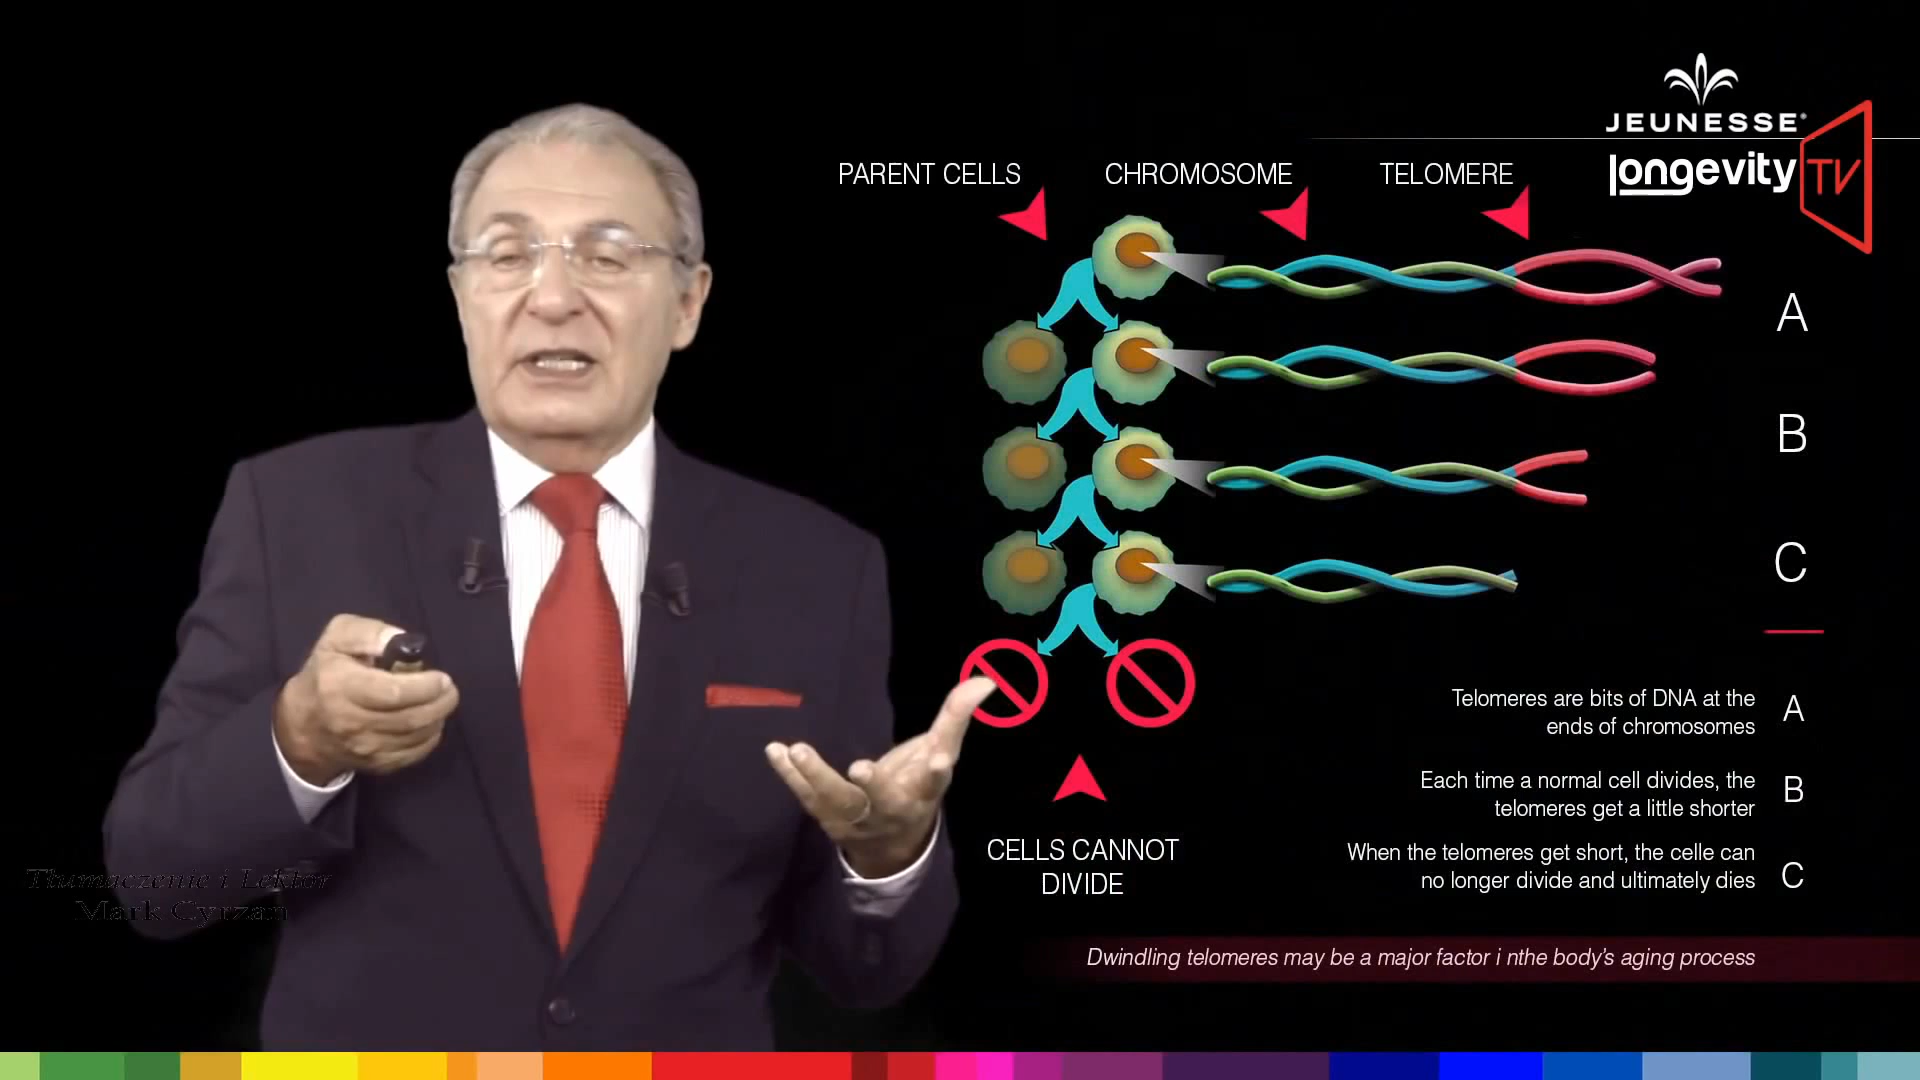 JEUNESSE®
longevity TV
PARENT CELLS
CHROMOSOME
TELOMERE
A
B
C
Telomeres are bits of DNA at the
ends of chromosomes
A
Each time a normal cell divides, the
telomeres get a little shorter
B
When the telomeres get short, the celle can
no longer divide and ultimately dies
C
CELLS CANNOT
DIVIDE
Dwindling telomeres may be a major factor i nthe body's aging process
Tłumaczenie i Lektor
Mark Cyrzan